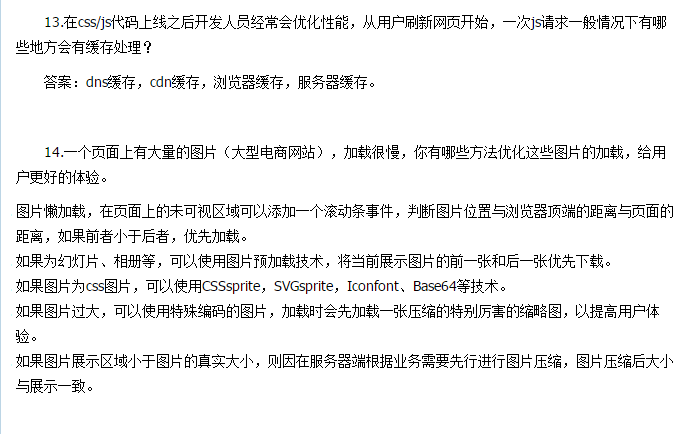 13.在css/js代码上线之后开发人员经常会优化性能，从用户刷新网页开始，一次js请求一般情况下有哪
些地方会有缓存处理？
答案：dns缓存，cdn缓存，浏览器缓存，服务器缓存。
14.一个页面上有大量的图片（大型电商网站），加载很慢，你有哪些方法优化这些图片的加载，给用
户更好的体验。
图片懒加载，在页面上的未可视区域可以添加一个滚动条事件，判断图片位置与浏览器顶端的距离与页面的
距离，如果前者小于后者，优先加载。
如果为幻灯片、相册等，可以使用图片预加载技术，将当前展示图片的前一张和后一张优先下载。
如果图片为css图片，可以使用CSSsprite，SVGsprite，Iconfont、Base64等技术。
如果图片过大，可以使用特殊编码的图片，加载时会先加载一张压缩的特别厉害的缩略图，以提高用户体
验。
如果图片展示区域小于图片的真实大小，则因在服务器端根据业务需要先行进行图片压缩，图片压缩后大小
与展示一致。